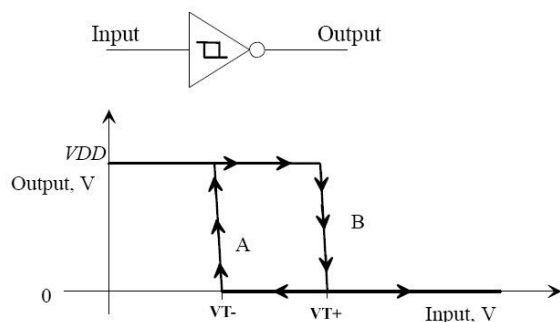 Input
Output
VDD
Output, V
A
B
0
VT-
VT+
Input, V